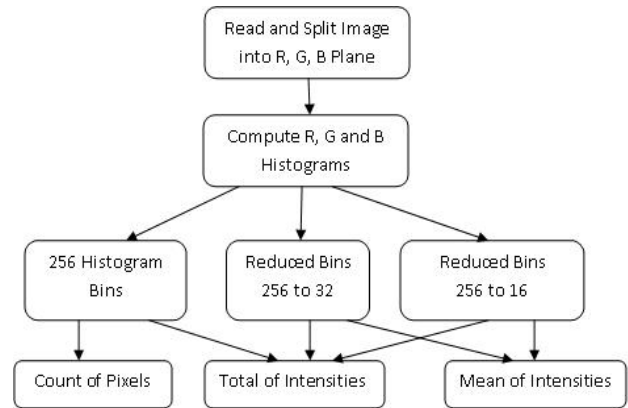 Read and Split Image
into R, G, B Plane
Compute R, G and B
Histograms
256 Histogram
Bins
Reduced Bins
256 to 32
Reduced Bins
256 to 16
Count of Pixels
Total of Intensities
Mean of Intensities